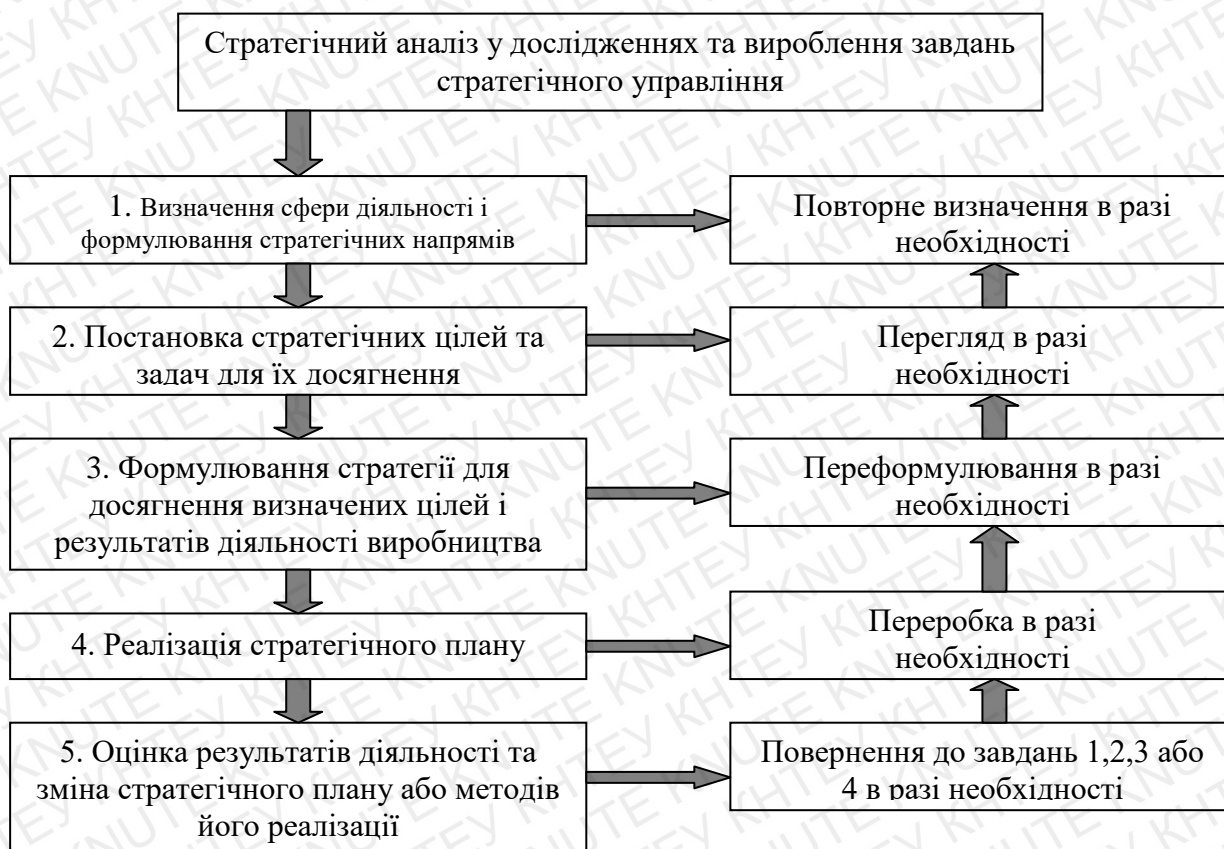 Стратегічний аналіз у дослідженнях та вироблення завдань
стратегічного управління
1. Визначення сфери діяльності і
формулювання стратегічних напрямів
Повторне визначення в разі
необхідності
2. Постановка стратегічних цілей та
задач для їх досягнення
Перегляд в разі
необхідності
3. Формулювання стратегії для
досягнення визначених цілей і
результатів діяльності виробництва
Переформулювання в разі
необхідності
4. Реалізація стратегічного плану
Переробка в разі
необхідності
5. Оцінка результатів діяльності та
зміна стратегічного плану або методів
його реалізації
Повернення до завдань 1,2,3 або
4 в разі необхідності
KNUTE КНТЕУ